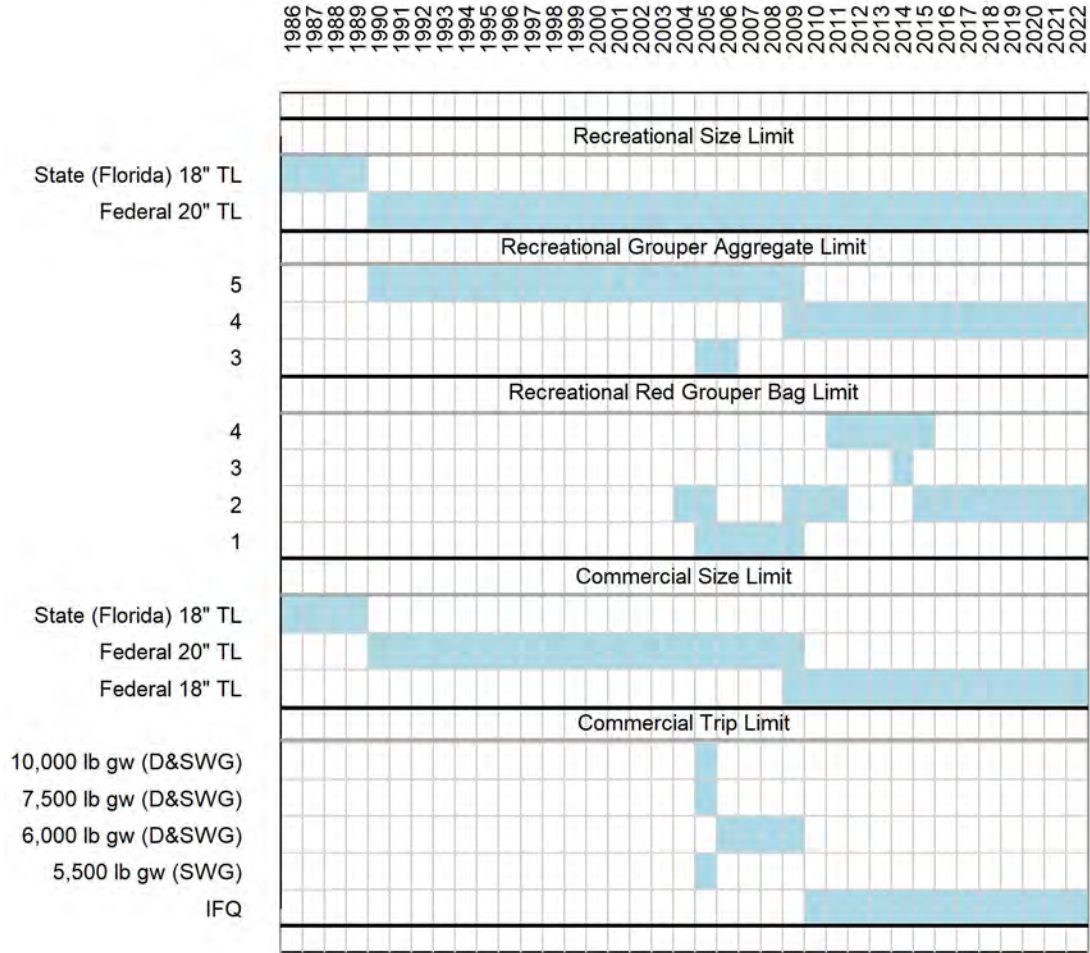 1986 1987 1988 1989 1990 1991 1992 1993 1994 1995 1996 1997 1998 1999 2000 2001 2002 2003 2004 2005 2006 2007 2008 2009 2010 2011 2012 2013 2014 2015 2016 2017 2018 2019 2020 2021 2022
Recreational Size Limit
State (Florida) 18" TL
Federal 20" TL
Recreational Grouper Aggregate Limit
5
4
3
Recreational Red Grouper Bag Limit
4
3
2
1
Commercial Size Limit
State (Florida) 18" TL
Federal 20" TL
Federal 18" TL
Commercial Trip Limit
10,000 lb gw (D&SWG)
7,500 lb gw (D&SWG)
6,000 lb gw (D&SWG)
5,500 lb gw (SWG)
IFQ